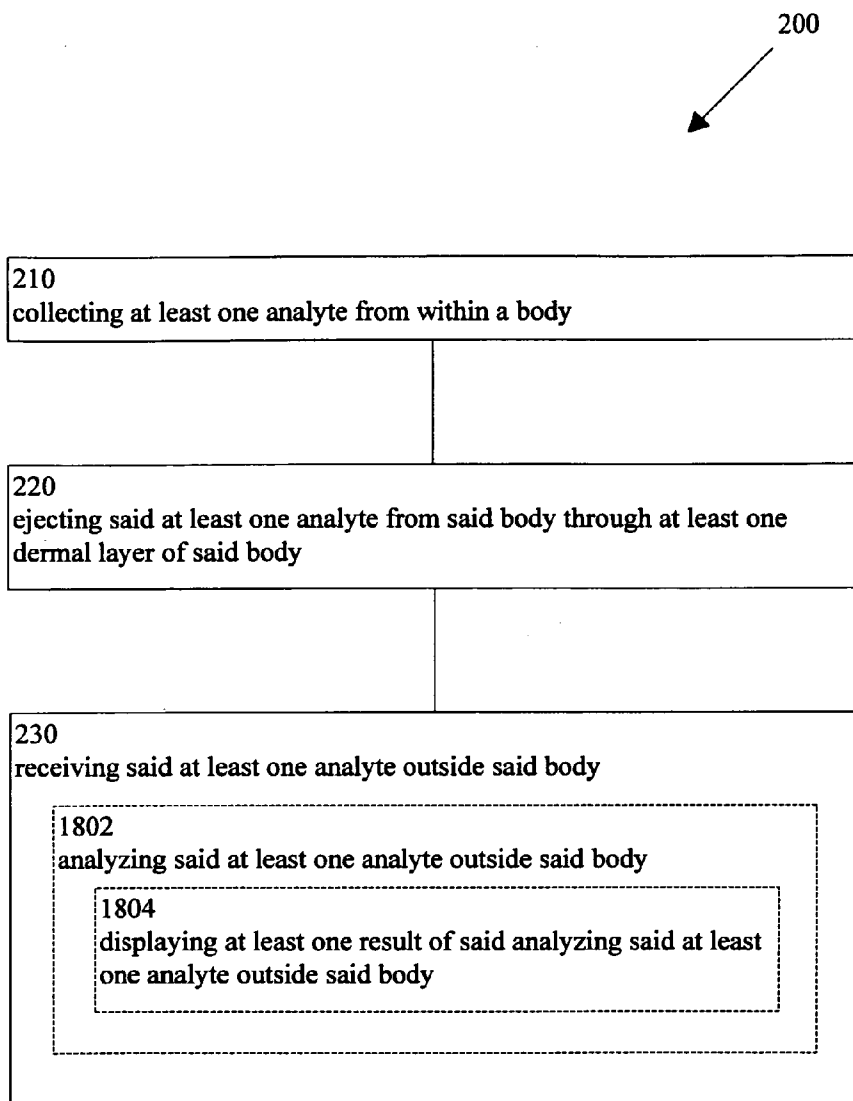 200
210
collecting at least one analyte from within a body
220
ejecting said at least one analyte from said body through at least one
dermal layer of said body
230
receiving said at least one analyte outside said body
1802
analyzing said at least one analyte outside said body
1804
displaying at least one result of said analyzing said at least
one analyte outside said body